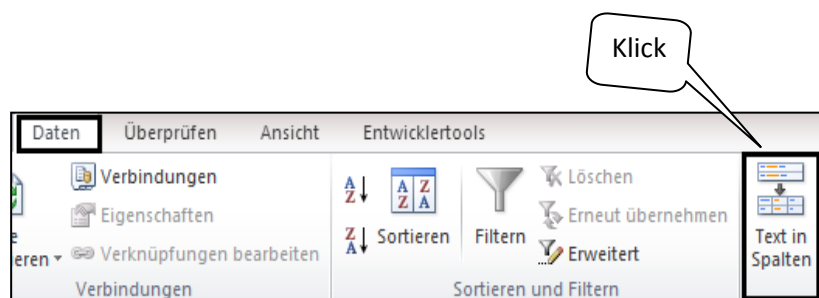 Klick
Daten Überprüfen Ansicht Entwicklertools
Verbindungen
Eigenschaften
eren Verknüpfungen bearbeiten
Verbindungen
A Z
Z A
A Z Z A
Sortieren
Filtern
Löschen
Erneut übernehmen
Erweitert
Sortieren und Filtern
Text in
Spalten